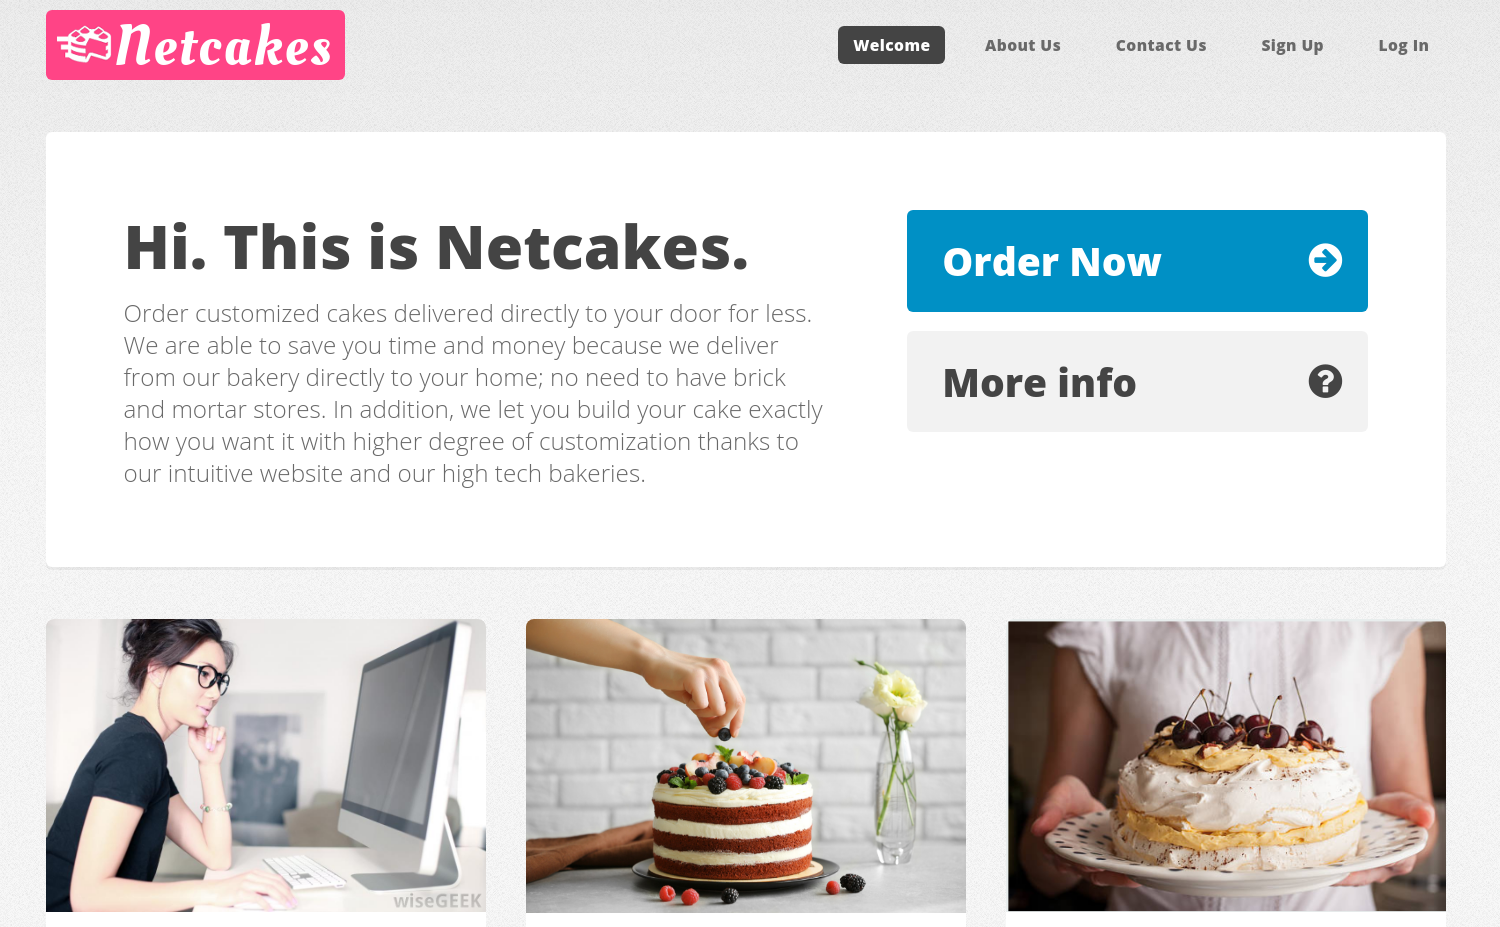 Netcakes
Welcome
About Us
Contact Us
Sign Up
Log In
Hi. This is Netcakes.
Order customized cakes delivered directly to your door for less.
We are able to save you time and money because we deliver
from our bakery directly to your home; no need to have brick
and mortar stores. In addition, we let you build your cake exactly
how you want it with higher degree of customization thanks to
our intuitive website and our high tech bakeries.
Order Now
More info
wiseGEEK